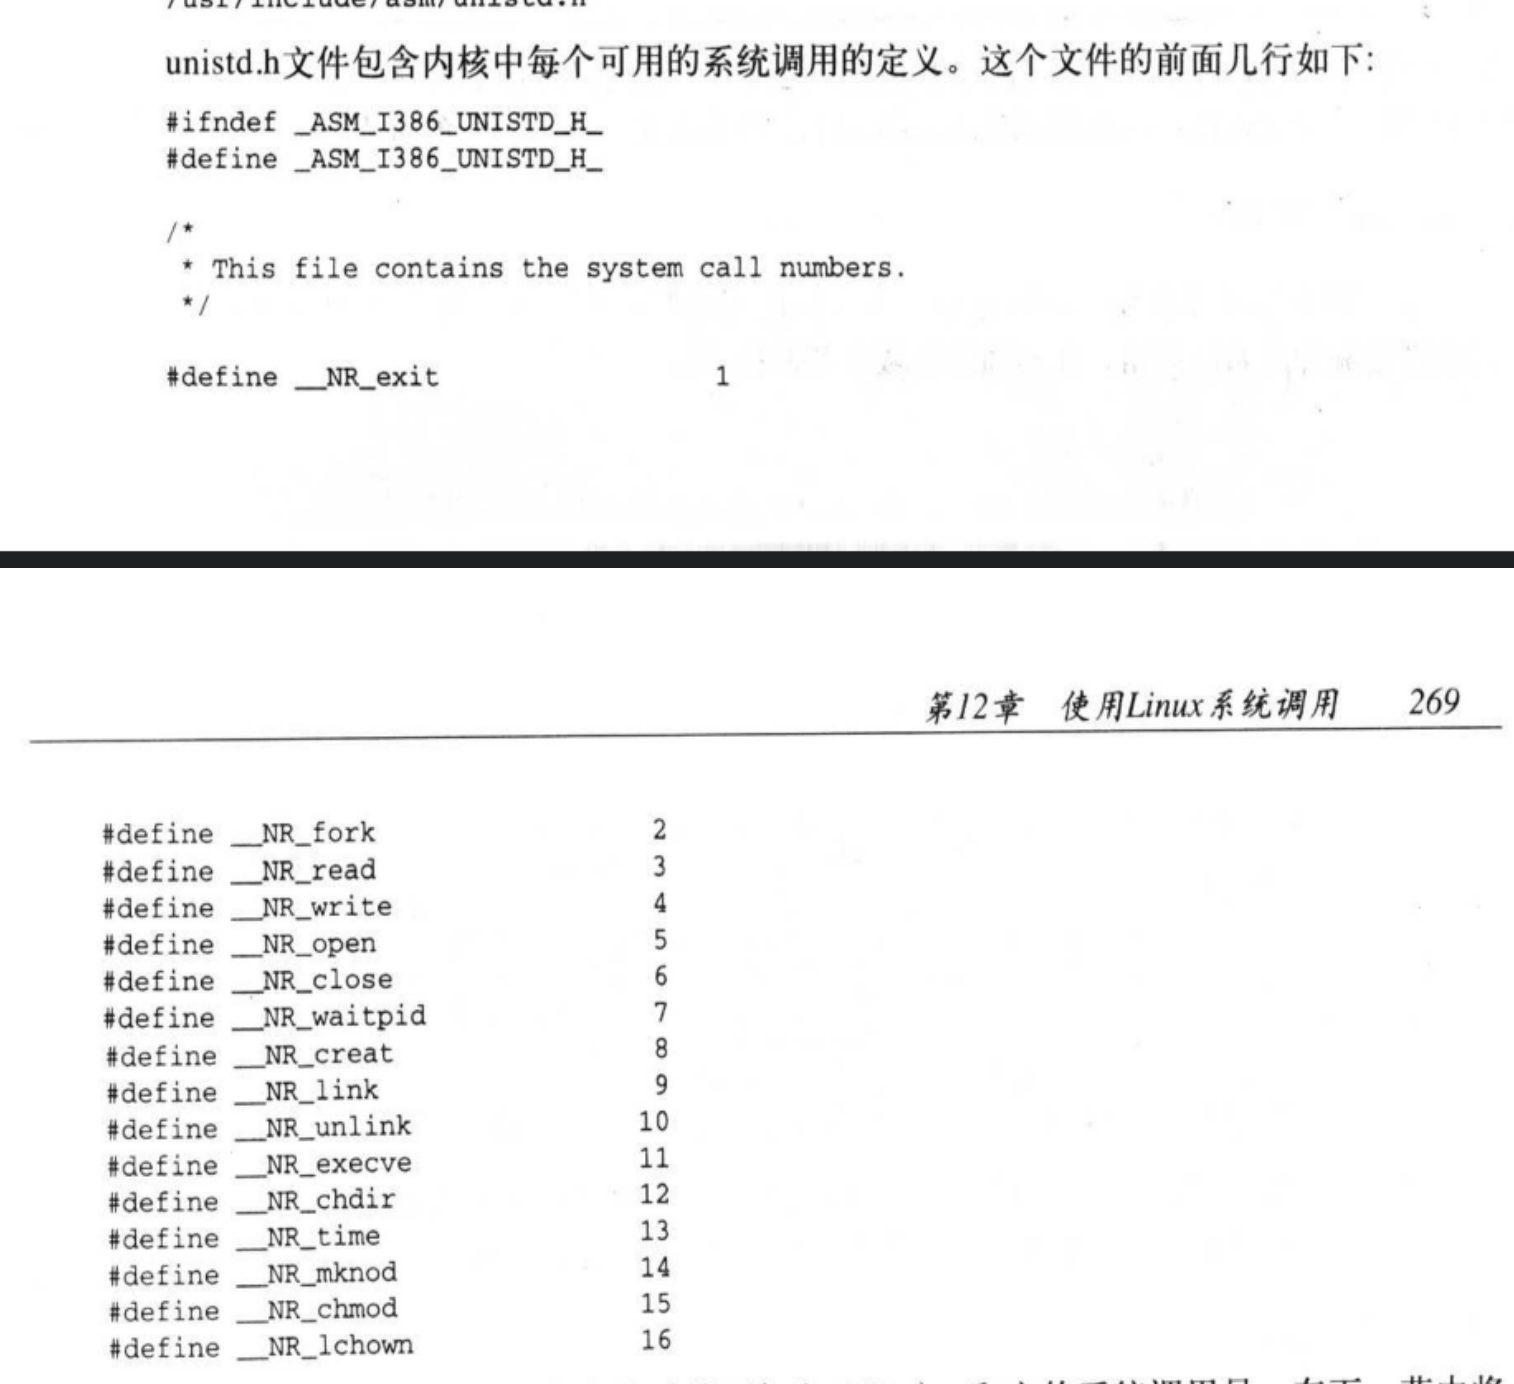 /usr/include/asm/unistd.h
unistd.h文件包含内核中每个可用的系统调用的定义。这个文件的前面几行如下:
#ifndef _ASM_I386_UNISTD_H_
#define _ASM_I386_UNISTD_H_
/*
* This file contains the system call numbers.
*/
#define __NR_exit 1
第12章 使用Linux系统调用 269
#define __NR_fork 2
#define __NR_read 3
#define __NR_write 4
#define __NR_open 5
#define __NR_close 6
#define __NR_waitpid 7
#define __NR_creat 8
#define __NR_link 9
#define __NR_unlink 10
#define __NR_execve 11
#define __NR_chdir 12
#define __NR_time 13
#define __NR_mknod 14
#define __NR_chmod 15
#define __NR_lchown 16